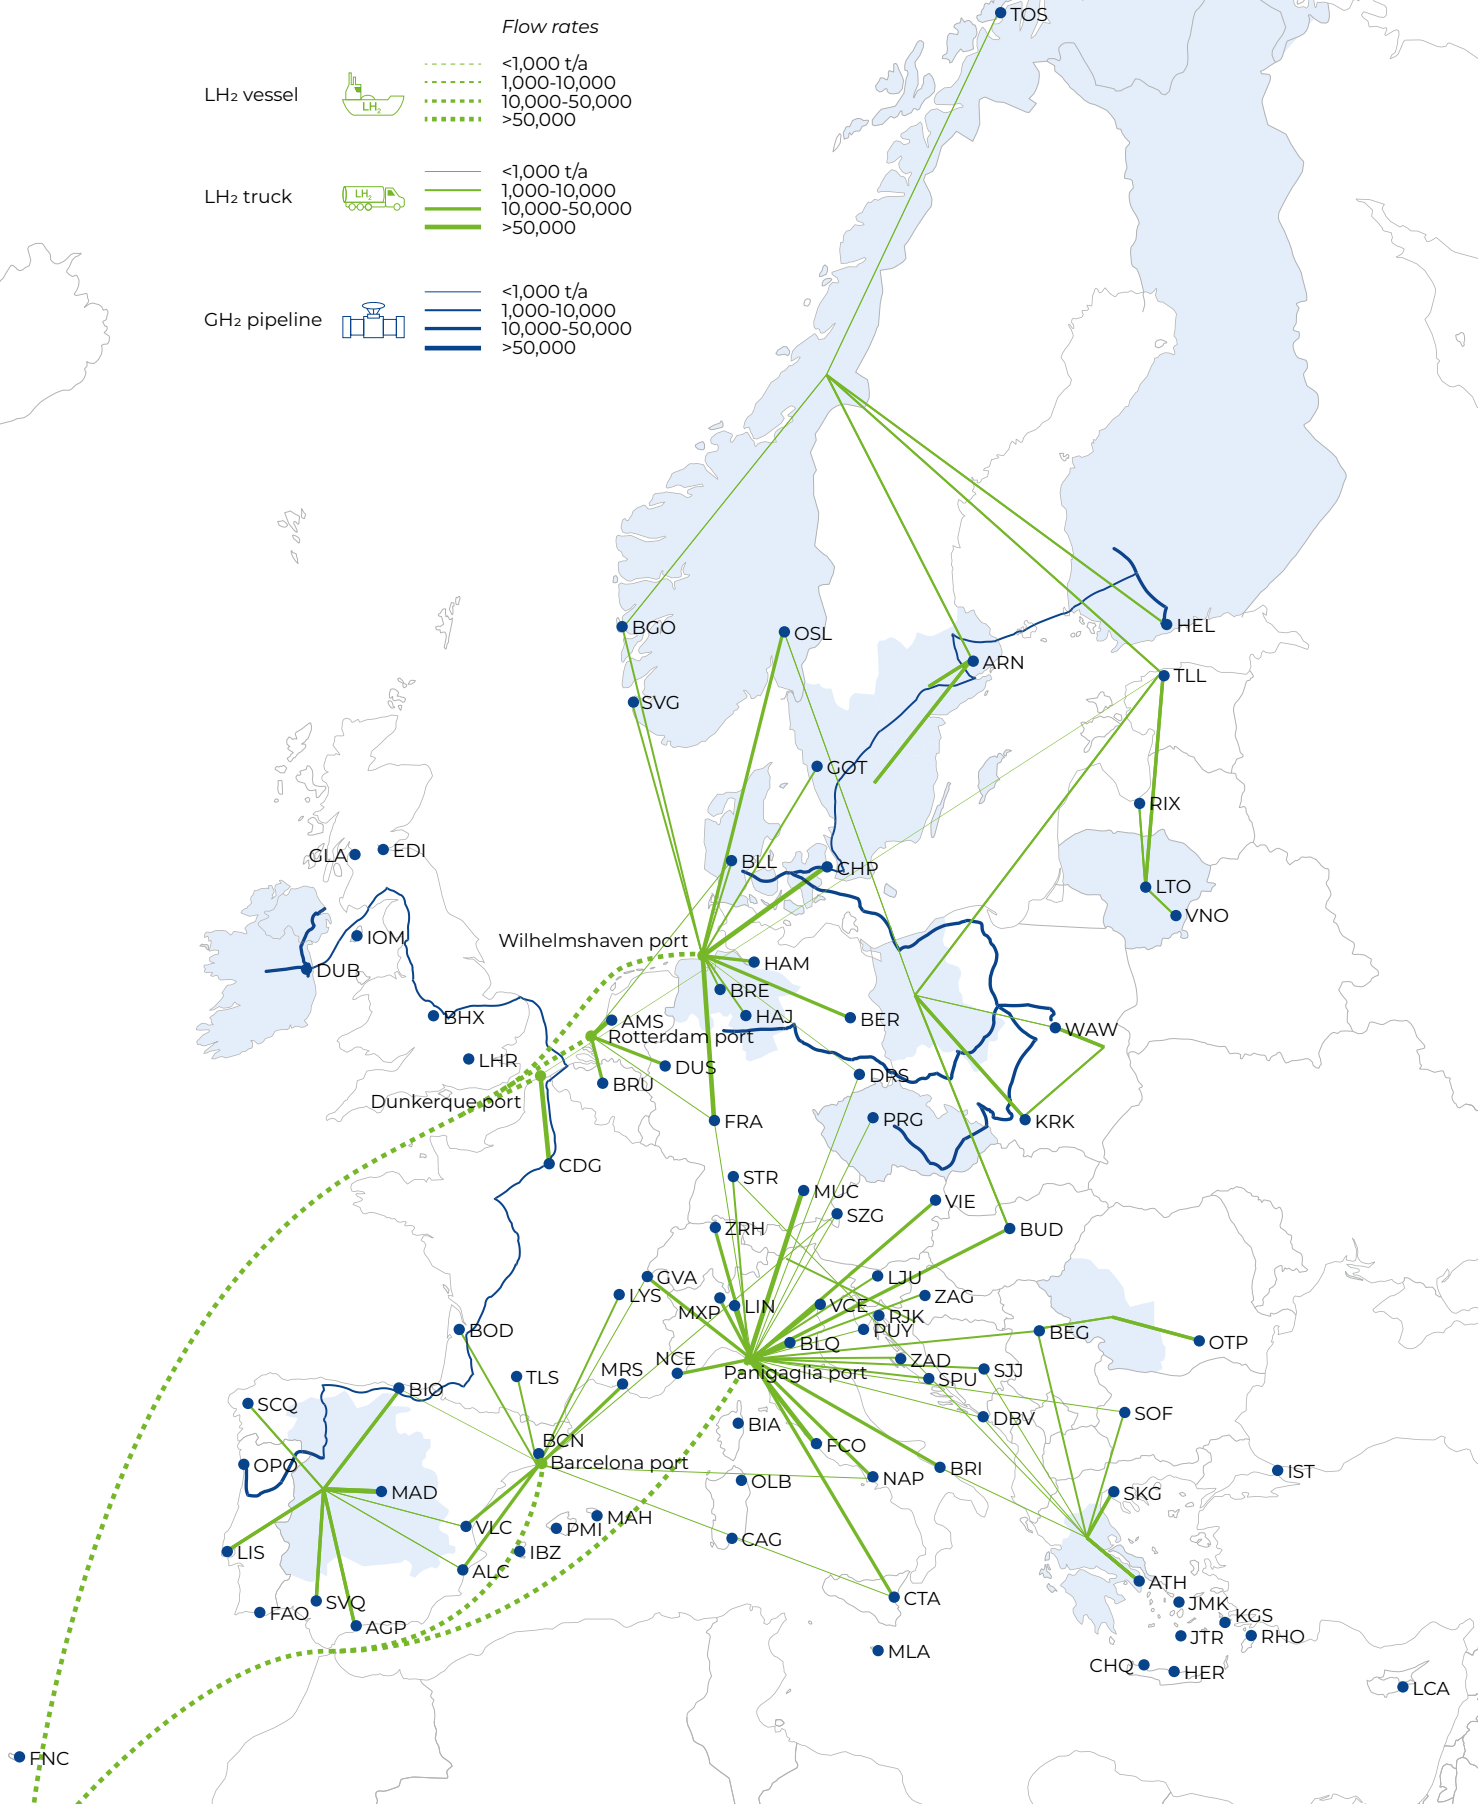 TOS
Flow rates
LH₂ vessel
LH₂
<1,000 t/a
1,000-10,000
10,000-50,000
>50,000
LH₂ truck
LH₂
<1,000 t/a
1,000-10,000
10,000-50,000
>50,000
GH₂ pipeline
<1,000 t/a
1,000-10,000
10,000-50,000
>50,000
BGO
OSL
HEL
ARN
TLL
SVG
GOT
RIX
GLA
EDI
BLL
CHP
LTO
VNO
IOM
Wilhelmshaven port
DUB
HAM
BRE
BHX
AMS
HAJ
BER
WAW
Rotterdam port
LHR
DUS
DRS
BRU
Dunkerque port
FRA
PRG
KRK
CDG
STR
MUC
VIE
SZG
ZRH
BUD
GVA
LJU
LYS
MXP
LIN
VCE
ZAG
RJK
BOD
PUY
BEG
BLQ
OTP
NCE
ZAD
MRS
Panigaglia port
SJJ
TLS
SPU
BIO
SCQ
BIA
DBV
SOF
BCN
FCO
OPO
Barcelona port
BRI
IST
NAP
OLB
MAD
SKG
MAH
VLC
PMI
CAG
LIS
IBZ
ALC
ATH
CTA
SVQ
JMK
FAO
KGS
AGP
JTR
RHO
MLA
CHQ
HER
LCA
FNC